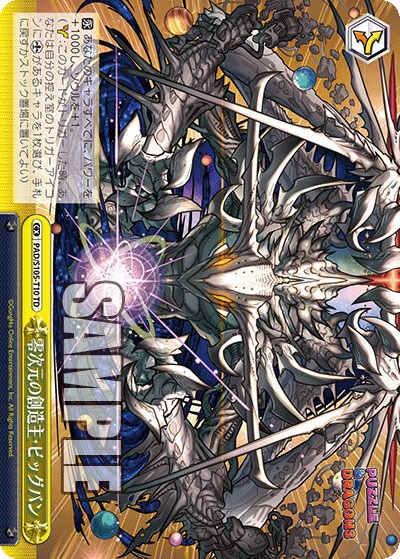 【永】あなたのキャラすべてに、パワーを
+1000し、ソウルを+1。
（：このカードがトリガーした時、あ
なたは自分の控え室のトリガーアイコ
ンにがあるキャラを1枚選び、手札
に戻すかストック置場に置いてよい）
CX
PAD/S105-T10 TD
零次元の創造主・ビッグバン
©GungHo Online Entertainment, Inc. All Rights Reserved.
SAMPLE
PUZZLE
&
DRAGONS